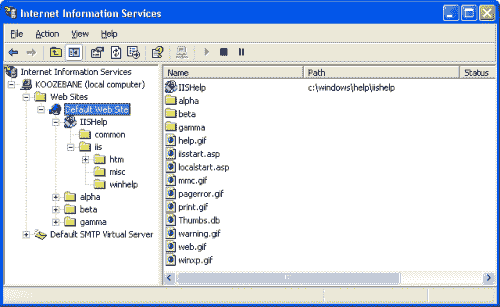 Internet Information Services
File Action View Help
Internet Information Services
KOOZEBANE (local computer)
Web Sites
Default Web Site
IISHelp
common
iis
htm
misc
winhelp
alpha
beta
gamma
Default SMTP Virtual Server
Name Path Status
IISHelp c:\windows\help\iishelp
alpha
beta
gamma
help.gif
iisstart.asp
localstart.asp
mmc.gif
pagerror.gif
print.gif
Thumbs.db
warning.gif
web.gif
winxp.gif